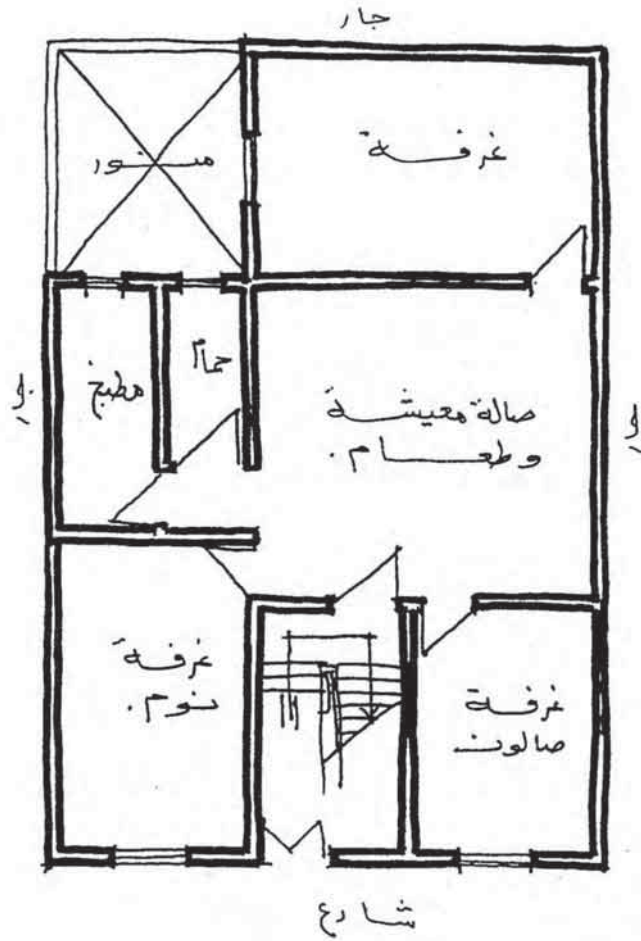 جار
غرفة
منور
حمام
مطبخ
جار
صالة معيشة
وطعام.
جار
غرفة
نوم.
غرفة
صالون
شارع